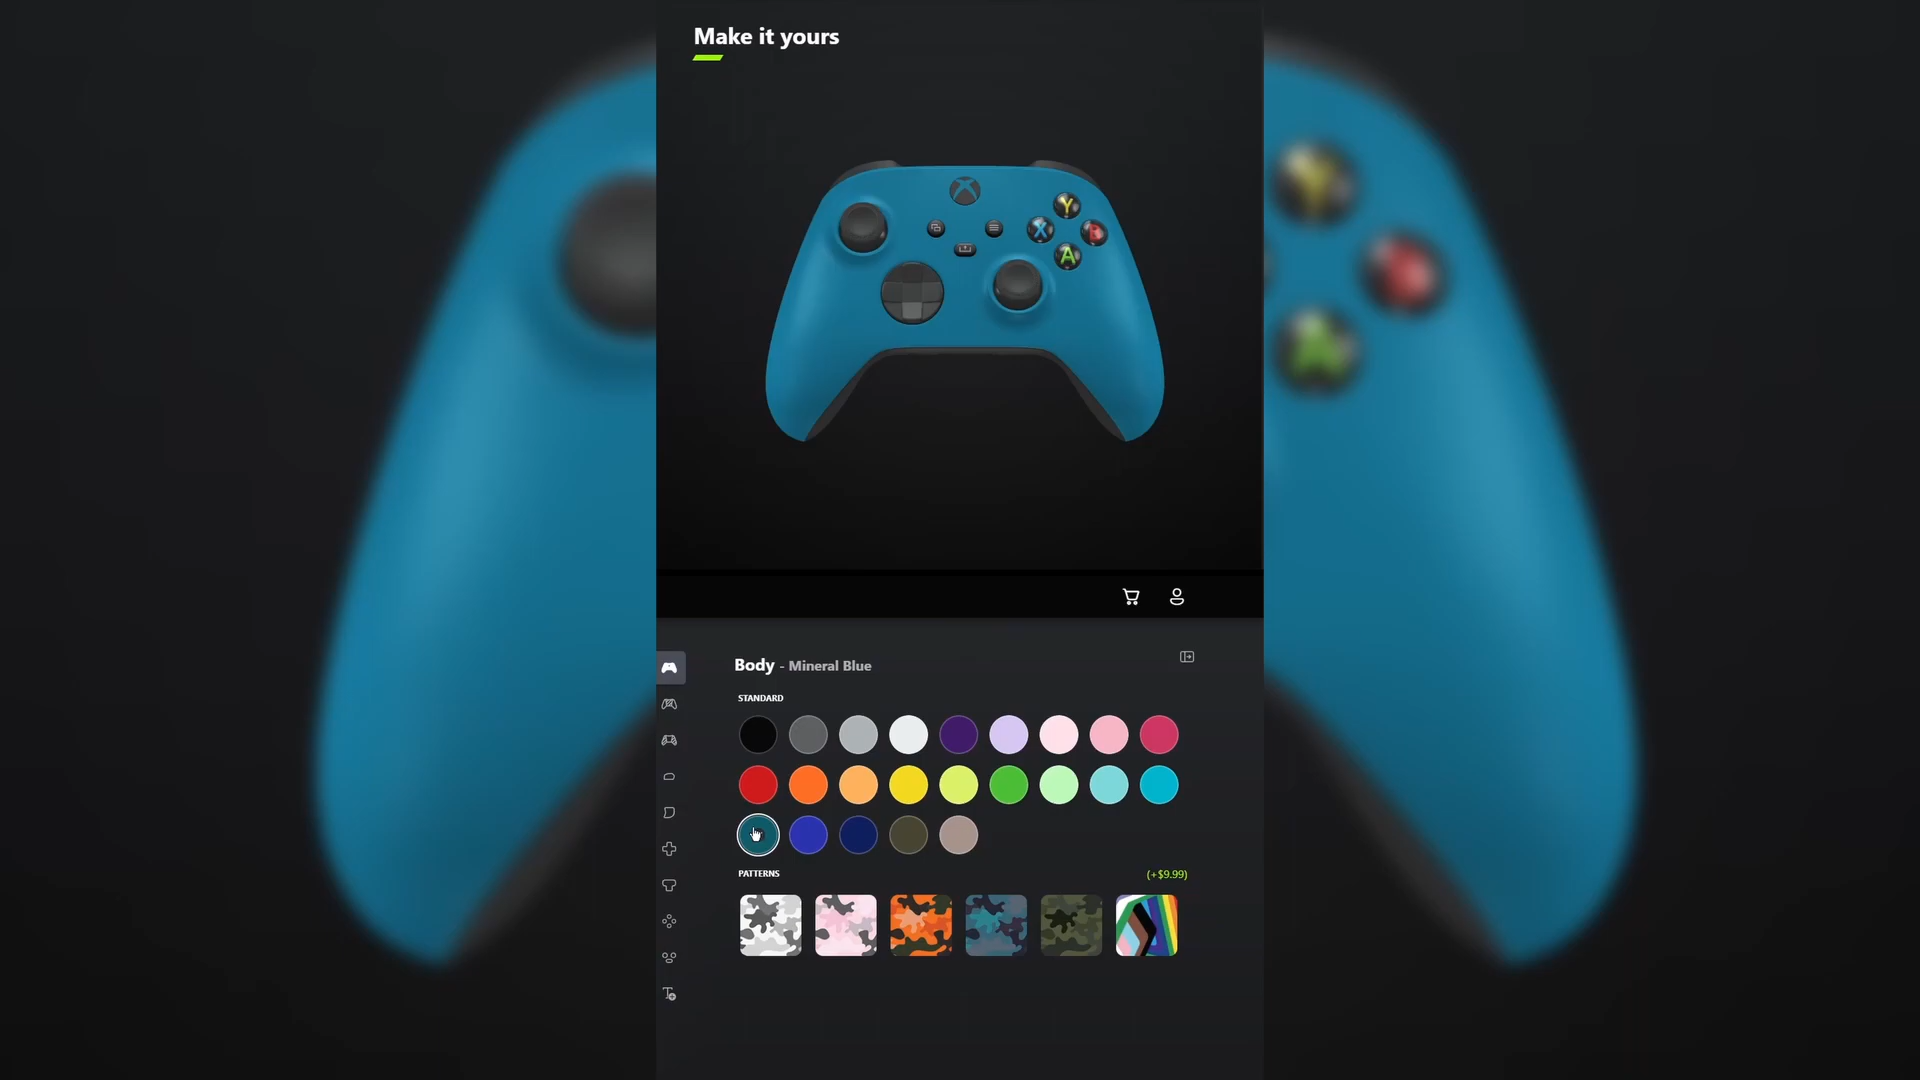 Make it yours
Y
X
B
A
Body - Mineral Blue
STANDARD
PATTERNS
(+$9.99)